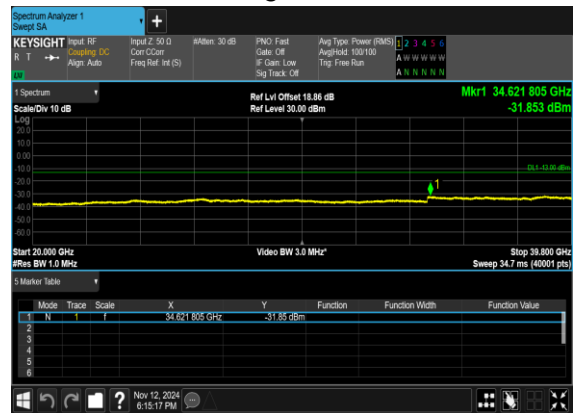 Spectrum Analyzer 1
Swept SA
+
KEYSIGHT Input: RF Input Z: 50 Ω #Atten: 30 dB PNO: Fast Avg Type: Power (RMS) 1 2 3 4 5 6
R T Coupling: DC Corr CCorr Gate: Off Avg|Hold: 100/100 A W W W W W
Align: Auto Freq Ref: Int (S) IF Gain: Low Trig: Free Run
Sig Track: Off A N N N N N
LW
1 Spectrum Ref Lvl Offset 18.86 dB Mkr1 34.621 805 GHz
Scale/Div 10 dB Ref Level 30.00 dBm -31.853 dBm
Log
20.0
10.0
0.00
-10.0 DL1 -13.00 dBm
-20.0 1
-30.0
-40.0
-50.0
-60.0
Start 20.000 GHz Video BW 3.0 MHz* Stop 39.800 GHz
#Res BW 1.0 MHz Sweep 34.7 ms (40001 pts)
5 Marker Table
Mode Trace Scale X Y Function Function Width Function Value
1 N 1 f 34.621 805 GHz -31.85 dBm
2
3
4
5
6
? Nov 12, 2024
6:15:17 PM